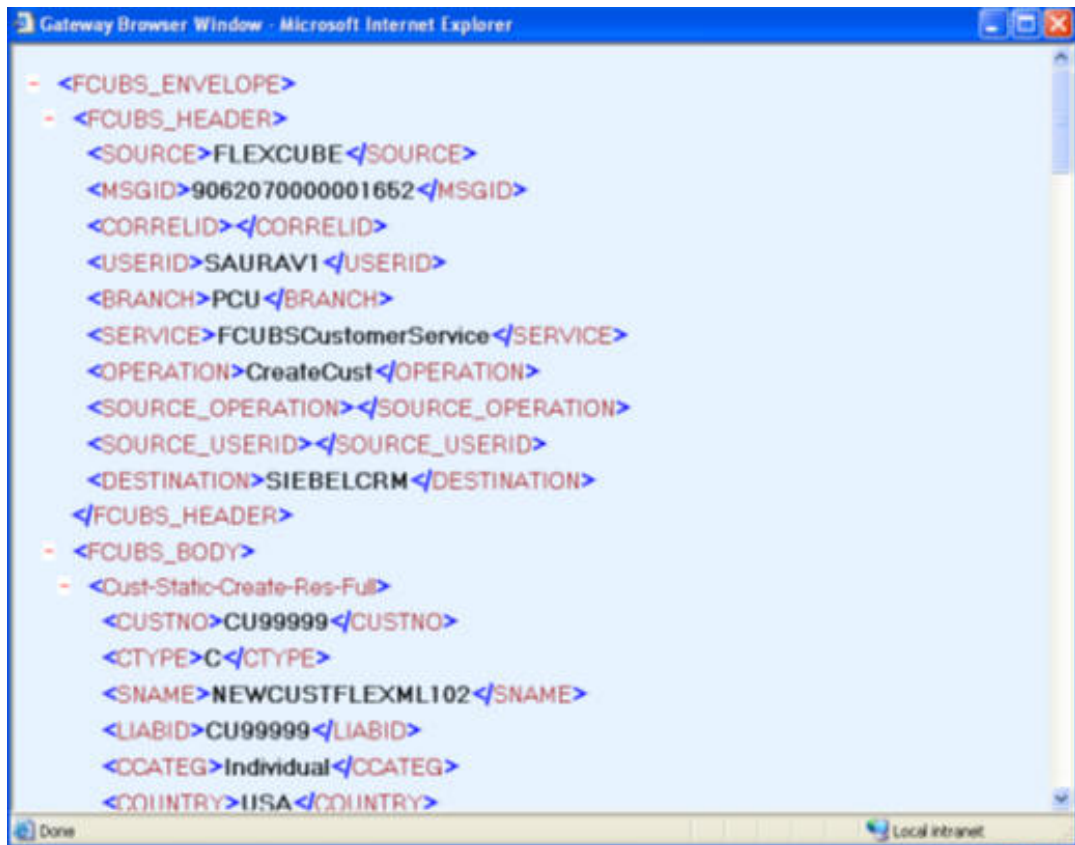 Gateway Browser Window - Microsoft Internet Explorer
- <FCUBS_ENVELOPE>
- <FCUBS_HEADER>
<SOURCE>FLEXCUBE</SOURCE>
<MSGID>9062070000001652</MSGID>
<CORRELID></CORRELID>
<USERID>SAURAV1</USERID>
<BRANCH>PCU</BRANCH>
<SERVICE>FCUBSCustomerService</SERVICE>
<OPERATION>CreateCust</OPERATION>
<SOURCE_OPERATION></SOURCE_OPERATION>
<SOURCE_USERID></SOURCE_USERID>
<DESTINATION>SIEBELCRM</DESTINATION>
</FCUBS_HEADER>
- <FCUBS_BODY>
- <Cust-Static-Create-Res-Full>
<CUSTNO>CU99999</CUSTNO>
<CTYPE>C</CTYPE>
<SNAME>NEWCUSTFLEXML102</SNAME>
<LIABID>CU99999</LIABID>
<CCATEG>Individual</CCATEG>
<COUNTRY>USA</COUNTRY>
Done Local intranet